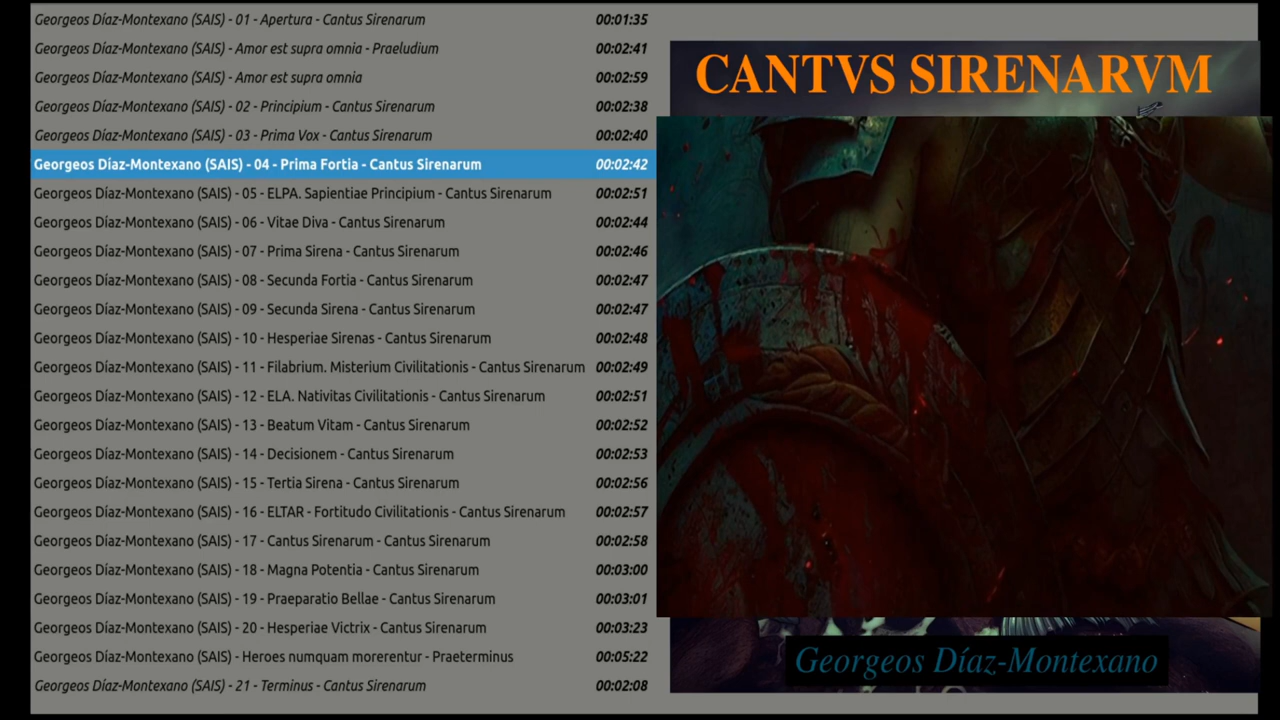 Georgeos Díaz-Montexano (SAIS) - 01 - Apertura - Cantus Sirenarum 00:01:35
Georgeos Díaz-Montexano (SAIS) - Amor est supra omnia - Praeludium 00:02:41
Georgeos Díaz-Montexano (SAIS) - Amor est supra omnia 00:02:59
Georgeos Díaz-Montexano (SAIS) - 02 - Principium - Cantus Sirenarum 00:02:38
Georgeos Díaz-Montexano (SAIS) - 03 - Prima Vox - Cantus Sirenarum 00:02:40
Georgeos Díaz-Montexano (SAIS) - 04 - Prima Fortia - Cantus Sirenarum 00:02:42
Georgeos Díaz-Montexano (SAIS) - 05 - ELPA. Sapientiae Principium - Cantus Sirenarum 00:02:51
Georgeos Díaz-Montexano (SAIS) - 06 - Vitae Diva - Cantus Sirenarum 00:02:44
Georgeos Díaz-Montexano (SAIS) - 07 - Prima Sirena - Cantus Sirenarum 00:02:46
Georgeos Díaz-Montexano (SAIS) - 08 - Secunda Fortia - Cantus Sirenarum 00:02:47
Georgeos Díaz-Montexano (SAIS) - 09 - Secunda Sirena - Cantus Sirenarum 00:02:47
Georgeos Díaz-Montexano (SAIS) - 10 - Hesperiae Sirenas - Cantus Sirenarum 00:02:48
Georgeos Díaz-Montexano (SAIS) - 11 - Filabrium. Misterium Civilitationis - Cantus Sirenarum 00:02:49
Georgeos Díaz-Montexano (SAIS) - 12 - ELA. Nativitas Civilitationis - Cantus Sirenarum 00:02:51
Georgeos Díaz-Montexano (SAIS) - 13 - Beatum Vitam - Cantus Sirenarum 00:02:52
Georgeos Díaz-Montexano (SAIS) - 14 - Decisionem - Cantus Sirenarum 00:02:53
Georgeos Díaz-Montexano (SAIS) - 15 - Tertia Sirena - Cantus Sirenarum 00:02:56
Georgeos Díaz-Montexano (SAIS) - 16 - ELTAR - Fortitudo Civilitationis - Cantus Sirenarum 00:02:57
Georgeos Díaz-Montexano (SAIS) - 17 - Cantus Sirenarum - Cantus Sirenarum 00:02:58
Georgeos Díaz-Montexano (SAIS) - 18 - Magna Potentia - Cantus Sirenarum 00:03:00
Georgeos Díaz-Montexano (SAIS) - 19 - Praeparatio Bellae - Cantus Sirenarum 00:03:01
Georgeos Díaz-Montexano (SAIS) - 20 - Hesperiae Victrix - Cantus Sirenarum 00:03:23
Georgeos Díaz-Montexano (SAIS) - Heroes numquam morerentur - Praeterminus 00:05:22
Georgeos Díaz-Montexano (SAIS) - 21 - Terminus - Cantus Sirenarum 00:02:08
CANTVS SIRENARVM
Georgeos Díaz-Montexano